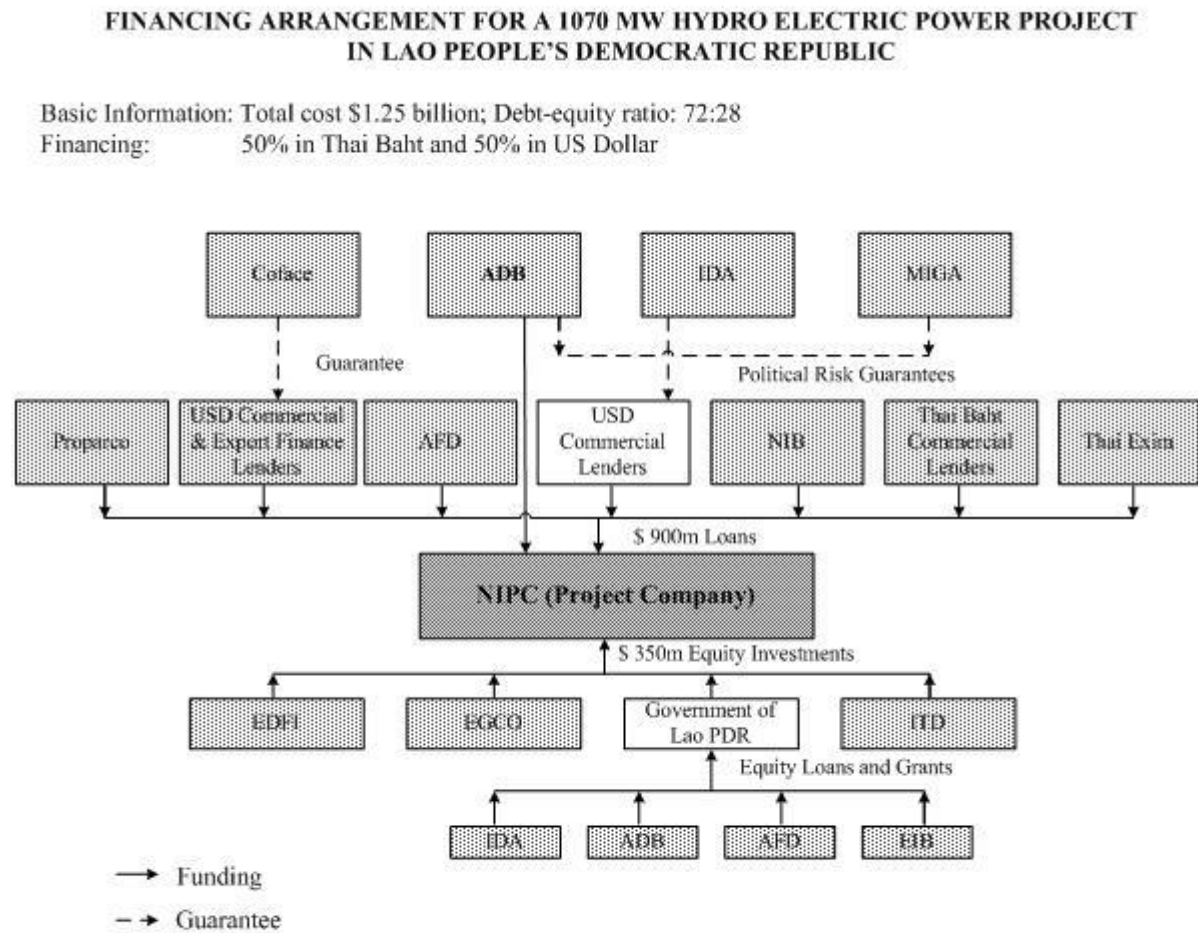 FINANCING ARRANGEMENT FOR A 1070 MW HYDRO ELECTRIC POWER PROJECT
IN LAO PEOPLE'S DEMOCRATIC REPUBLIC
Basic Information: Total cost $1.25 billion; Debt-equity ratio: 72:28
Financing: 50% in Thai Baht and 50% in US Dollar
Coface
ADB
IDA
MIGA
Guarantee
Political Risk Guarantees
Proparco
USD Commercial
& Export Finance
Lenders
AFD
USD
Commercial
Lenders
NIB
Thai Baht
Commercial
Lenders
Thai Exim
$ 900m Loans
NIPC (Project Company)
$ 350m Equity Investments
EDFI
EGCO
Government of
Lao PDR
ITD
Equity Loans and Grants
IDA
ADB
AFD
EIB
Funding
Guarantee